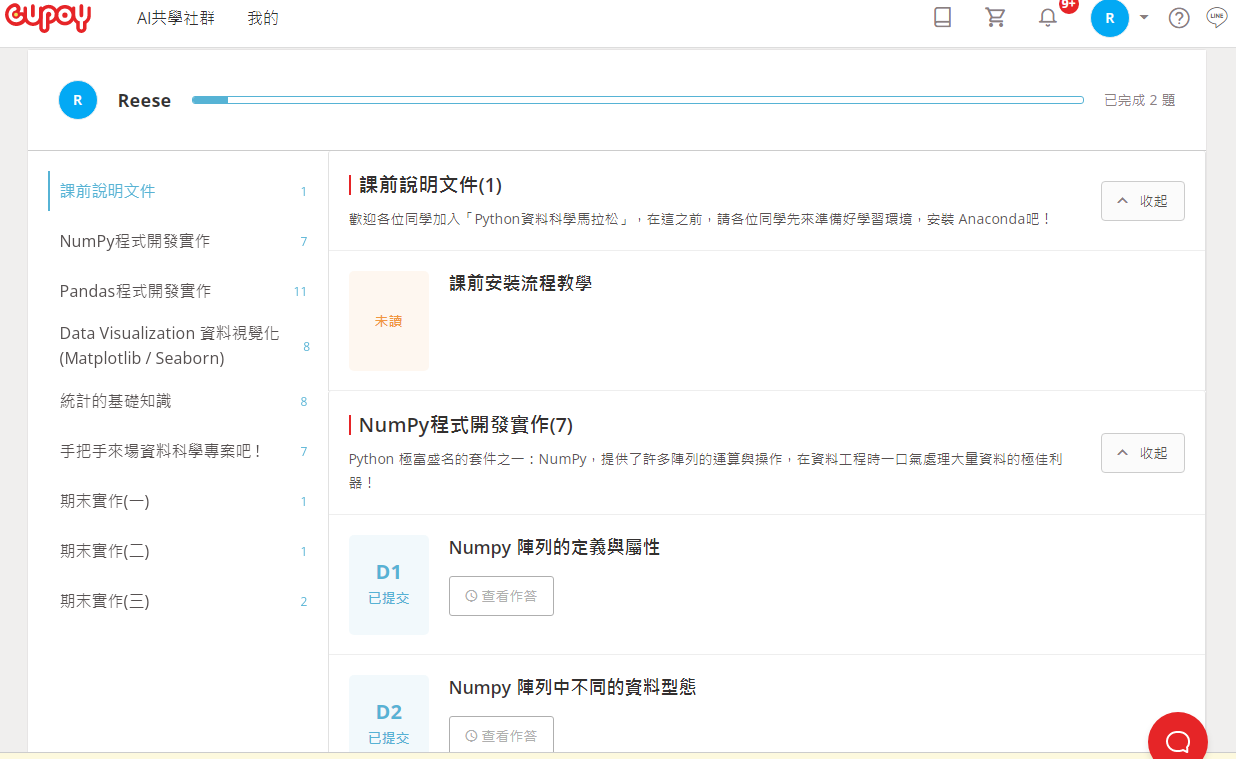 cupoy
AI共學社群
我的
9+
R
?
LINE
R
Reese
已完成 2 題
課前說明文件
1
NumPy程式開發實作
7
Pandas程式開發實作
11
Data Visualization 資料視覺化
(Matplotlib / Seaborn)
8
統計的基礎知識
8
手把手來場資料科學專案吧！
7
期末實作(一)
1
期末實作(二)
1
期末實作(三)
2
課前說明文件(1)
歡迎各位同學加入「Python資料科學馬拉松」，在這之前，請各位同學先來準備好學習環境，安裝 Anaconda吧！
收起
未讀
課前安裝流程教學
NumPy程式開發實作(7)
Python 極富盛名的套件之一：NumPy，提供了許多陣列的運算與操作，在資料工程時一口氣處理大量資料的極佳利
器！
收起
D1
已提交
Numpy 陣列的定義與屬性
查看作答
D2
已提交
Numpy 陣列中不同的資料型態
查看作答